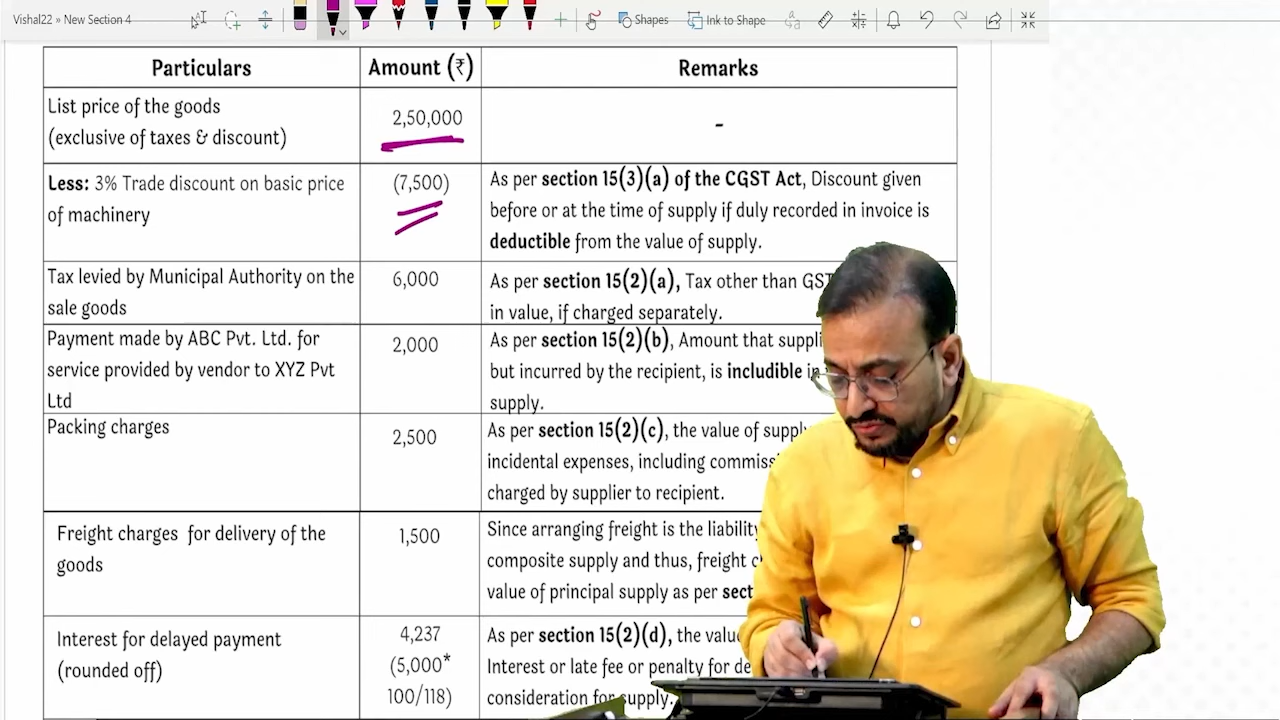 Vishal22 » New Section 4
Shapes
Ink to Shape
Particulars
Amount (₹)
Remarks
List price of the goods
(exclusive of taxes & discount)
2,50,000
-
Less: 3% Trade discount on basic price
of machinery
(7,500)
As per section 15(3)(a) of the CGST Act, Discount given
before or at the time of supply if duly recorded in invoice is
deductible from the value of supply.
Tax levied by Municipal Authority on the
sale goods
6,000
As per section 15(2)(a), Tax other than GST
in value, if charged separately.
Payment made by ABC Pvt. Ltd. for
service provided by vendor to XYZ Pvt
Ltd
2,000
As per section 15(2)(b), Amount that
but incurred by the recipient, is includible
supply.
Packing charges
2,500
As per section 15(2)(c), the value of supply
incidental expenses, including
charged by supplier to recipient.
Freight charges for delivery of the
goods
1,500
Since arranging freight is the liability
composite supply and thus, freight
value of principal supply as per
Interest for delayed payment
(rounded off)
4,237
(5,000*
100/118)
As per section 15(2)(d), the
Interest or late fee or penalty for
consideration for supply.